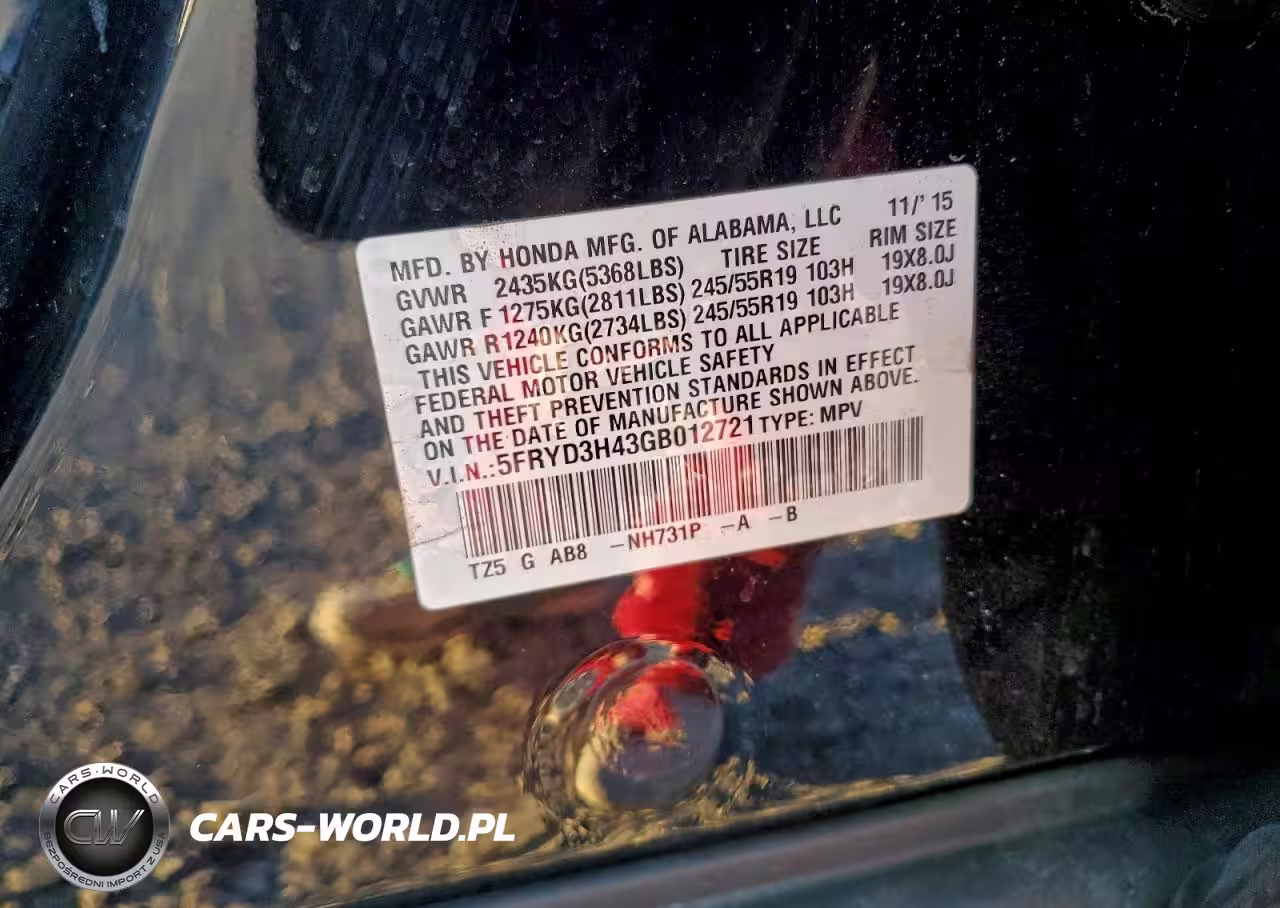 MFD. BY HONDA MFG. OF ALABAMA, LLC 11/' 15
GVWR 2435KG(5368LBS) TIRE SIZE RIM SIZE
GAWR F 1275KG(2811LBS) 245/55R19 103H 19X8.0J
GAWR R1240KG(2734LBS) 245/55R19 103H 19X8.0J
THIS VEHICLE CONFORMS TO ALL APPLICABLE
FEDERAL MOTOR VEHICLE SAFETY
AND THEFT PREVENTION STANDARDS IN EFFECT
ON THE DATE OF MANUFACTURE SHOWN ABOVE.
V.I.N.:5FRYD3H43GB012721 TYPE: MPV
TZ5 G AB8 –NH731P –A –B
CARS-WORLD
CW
BEZPOŚREDNI IMPORT Z USA
CARS-WORLD.PL